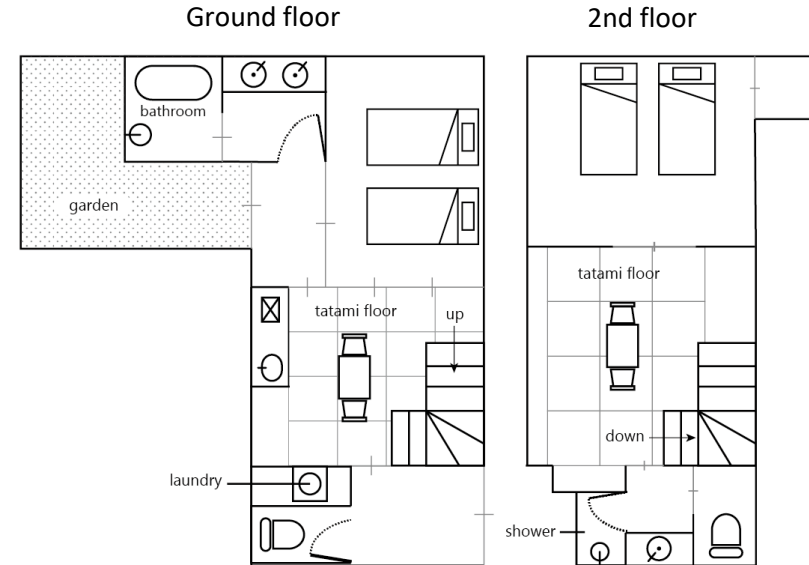 Ground floor
2nd floor
bathroom
garden
tatami floor
up
laundry
tatami floor
down
shower